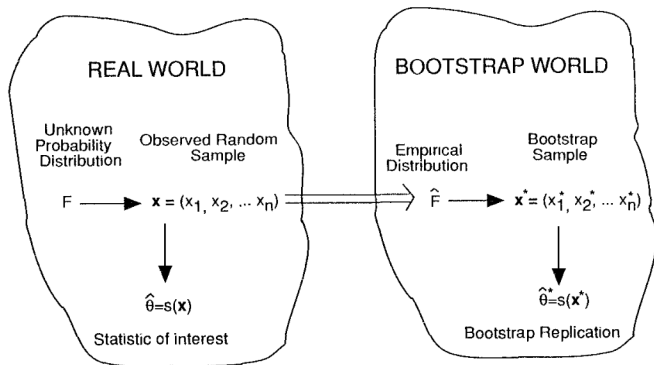 REAL WORLD
Unknown
Probability
Distribution
Observed Random
Sample
F
x = (x₁, x₂, ... xₙ)
θ̂=s(x)
Statistic of interest
BOOTSTRAP WORLD
Empirical
Distribution
Bootstrap
Sample
F̂
x* = (x₁*, x₂*, ... xₙ*)
θ̂*=s(x*)
Bootstrap Replication